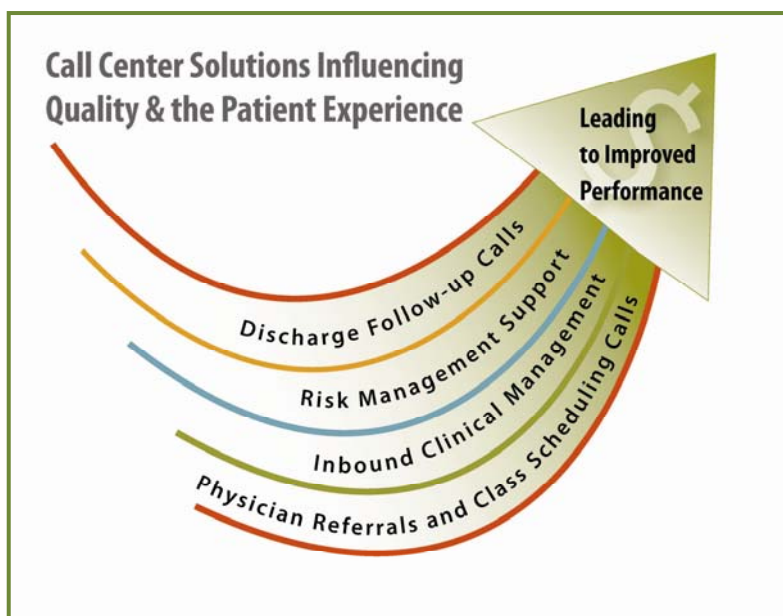 Call Center Solutions Influencing
Quality & the Patient Experience
Leading
to Improved
Performance
Discharge Follow-up Calls
Risk Management Support
Inbound Clinical Management
Physician Referrals and Class Scheduling Calls